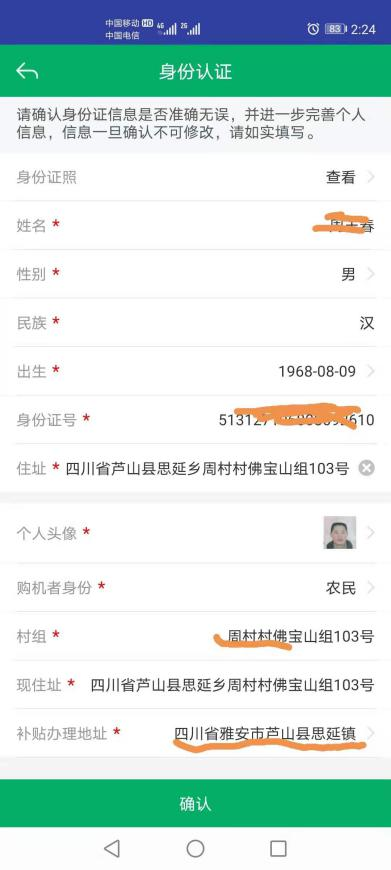 中国移动 HD 4G 2G 83 2:24
中国电信
身份认证
请确认身份证信息是否准确无误，并进一步完善个人
信息，信息一旦确认不可修改，请如实填写。
身份证照 查看
姓名 *
性别 * 男
民族 * 汉
出生 * 1968-08-09
身份证号 *
住址 * 四川省芦山县思延乡周村村佛宝山组103号
个人头像 *
购机者身份 * 农民
村组 * 周村村佛宝山组103号
现住址 * 四川省芦山县思延乡周村村佛宝山组103号
补贴办理地址 * 四川省雅安市芦山县思延镇
确认